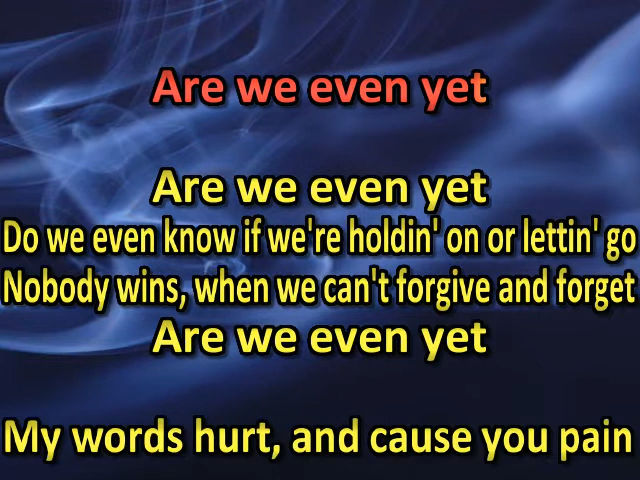 Are we even yet
Are we even yet
Do we even know if we're holdin' on or lettin' go
Nobody wins, when we can't forgive and forget
Are we even yet
My words hurt, and cause you pain